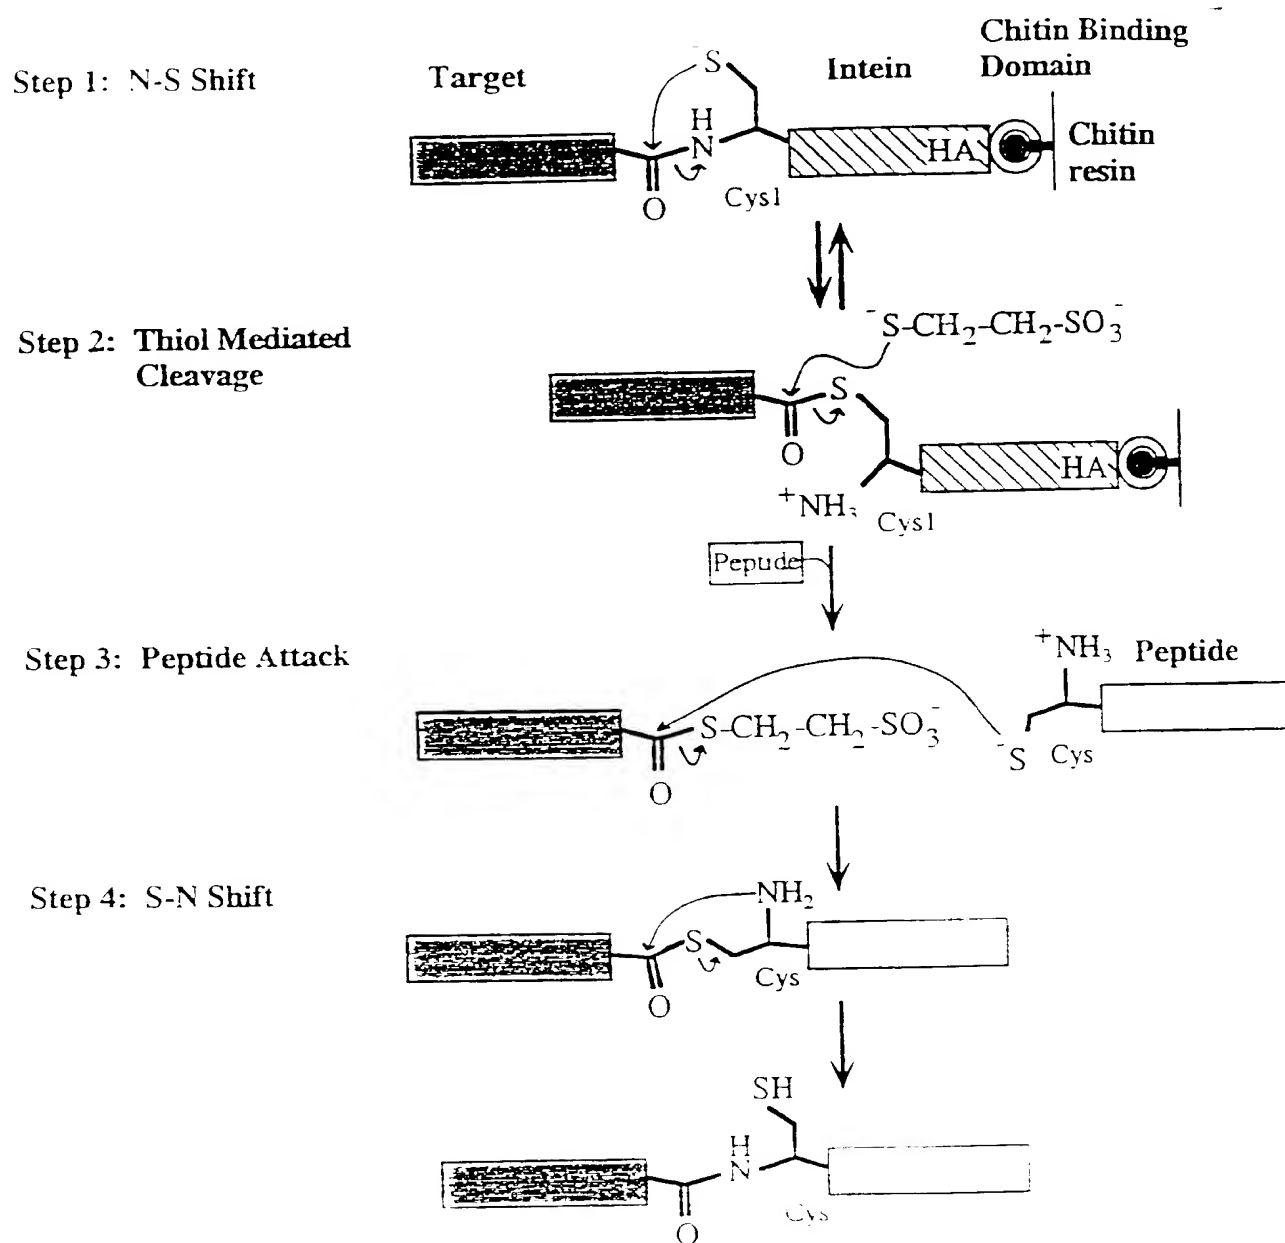 Step 1: N-S Shift
Target
Intein
Chitin Binding
Domain
Chitin
resin
S
H
N
O
Cys1
HA
Step 2: Thiol Mediated
Cleavage
⁻S-CH₂-CH₂-SO₃⁻
S
O
⁺NH₃
Cys1
HA
Peptide
Step 3: Peptide Attack
⁺NH₃
Peptide
S-CH₂-CH₂-SO₃⁻
O
⁻S
Cys
Step 4: S-N Shift
NH₂
S
O
Cys
SH
H
N
O
Cys